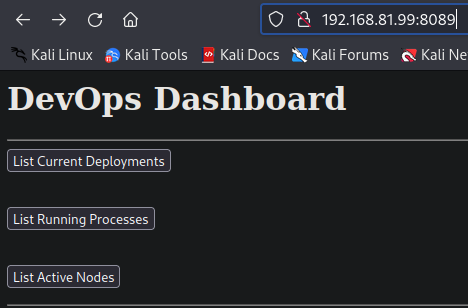 192.168.81.99:8089
Kali Linux Kali Tools Kali Docs Kali Forums Kali Ne
DevOps Dashboard
List Current Deployments
List Running Processes
List Active Nodes